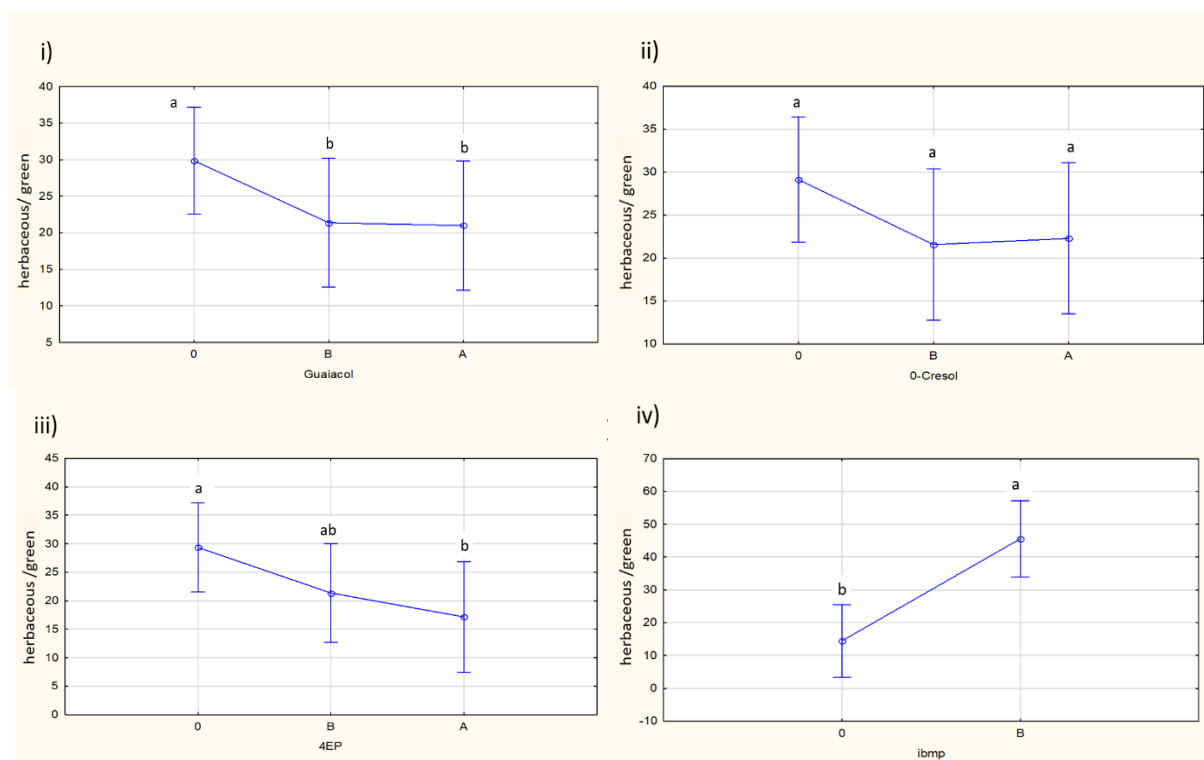 i)
herbaceous/ green
40
35
30
25
20
15
10
5
a
b
b
0 B A
Guaiacol
ii)
herbaceous/ green
40
35
30
25
20
15
10
a
a
a
0 B A
0-Cresol
iii)
herbaceous /green
45
40
35
30
25
20
15
10
5
0
a
ab
b
0 B A
4EP
iv)
herbaceous /green
70
60
50
40
30
20
10
0
-10
b
a
0 B
ibmp